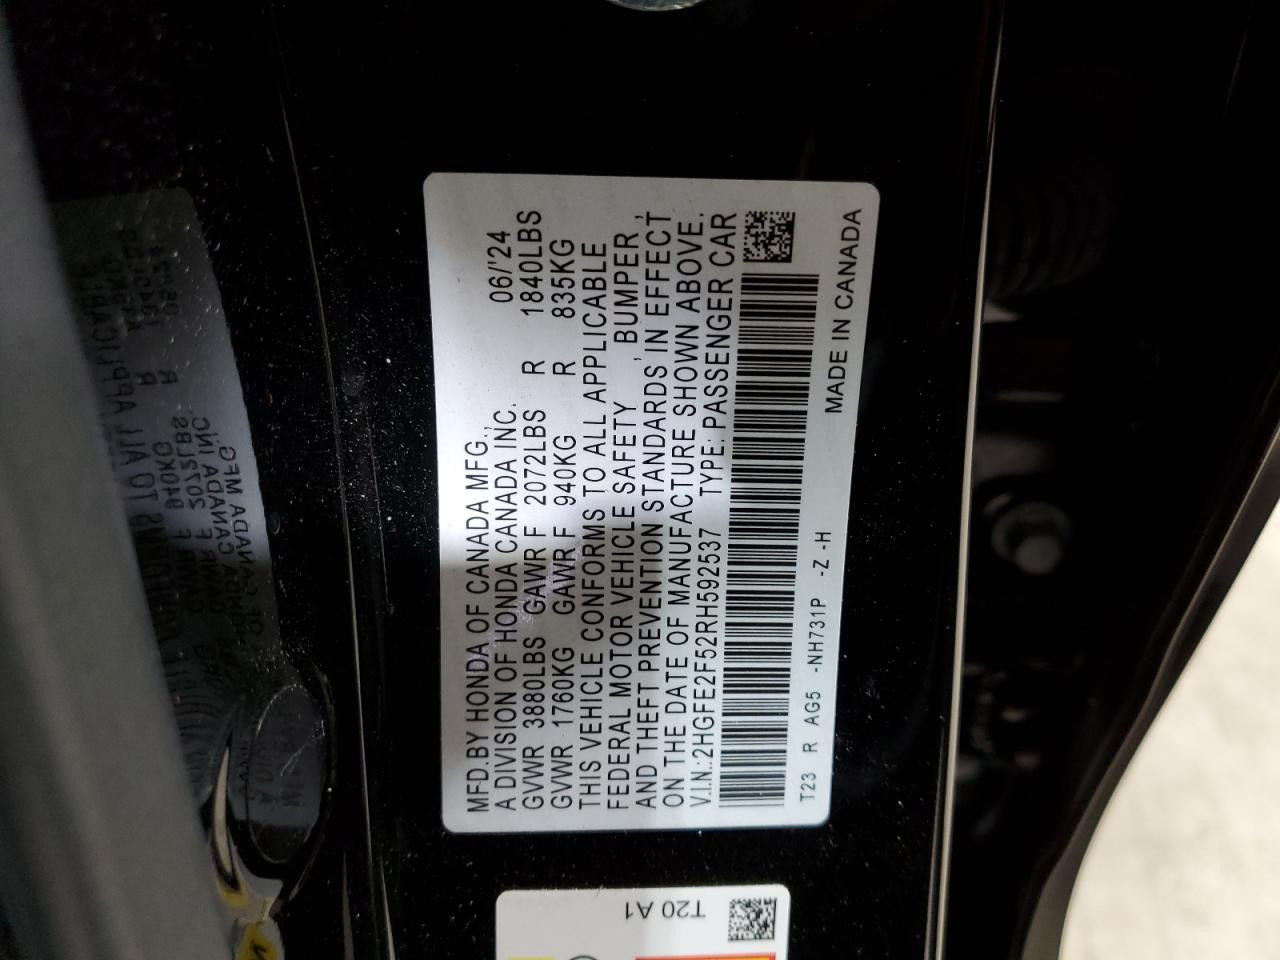 MFD.BY HONDA OF CANADA MFG.,
A DIVISION OF HONDA CANADA INC. 06/'24
GVWR 3880LBS GAWR F 2072LBS R 1840LBS
GVWR 1760KG GAWR F 940KG R 835KG
THIS VEHICLE CONFORMS TO ALL APPLICABLE
FEDERAL MOTOR VEHICLE SAFETY , BUMPER ,
AND THEFT PREVENTION STANDARDS IN EFFECT
ON THE DATE OF MANUFACTURE SHOWN ABOVE.
V.I.N.:2HGFE2F52RH592537 TYPE: PASSENGER CAR
T23 R AG5 -NH731P -Z -H
MADE IN CANADA
T20 A1